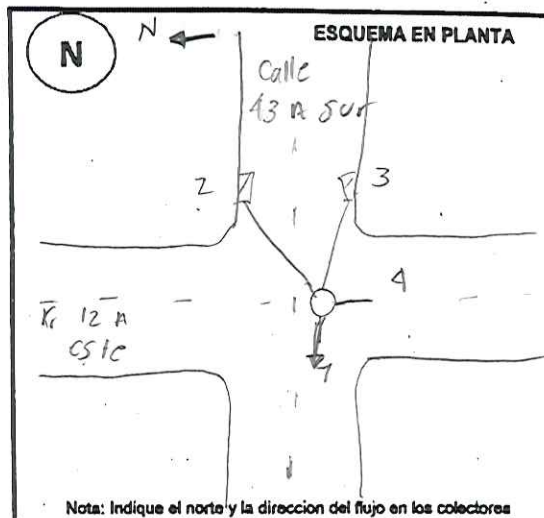 N
N
ESQUEMA EN PLANTA
Calle
43 A Sur
2
3
4
Kr 12 A
este
1
Nota: Indique el norte y la direccion del flujo en los colectores